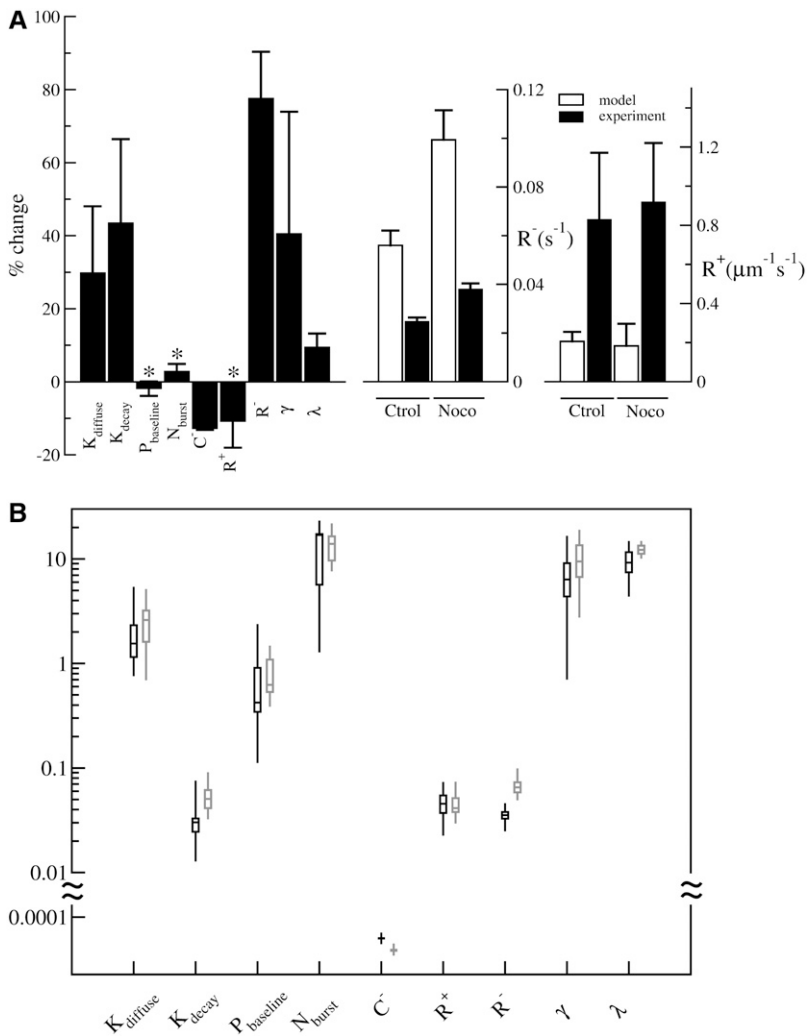 A
% change
100
80
60
40
20
0
-20
K_diffuse
K_decay
P_baseline
*
N_burst
*
C^-
R^+
*
R^-
γ
λ
Ctrol Noco
0.12
0.08
0.04
0
R^-(s^-1)
model
experiment
Ctrol Noco
1.2
0.8
0.4
0
R^+(μm^-1s^-1)
B
10
1
0.1
0.01
≈ ≈
0.0001
K_diffuse K_decay P_baseline N_burst C^- R^+ R^- γ λ